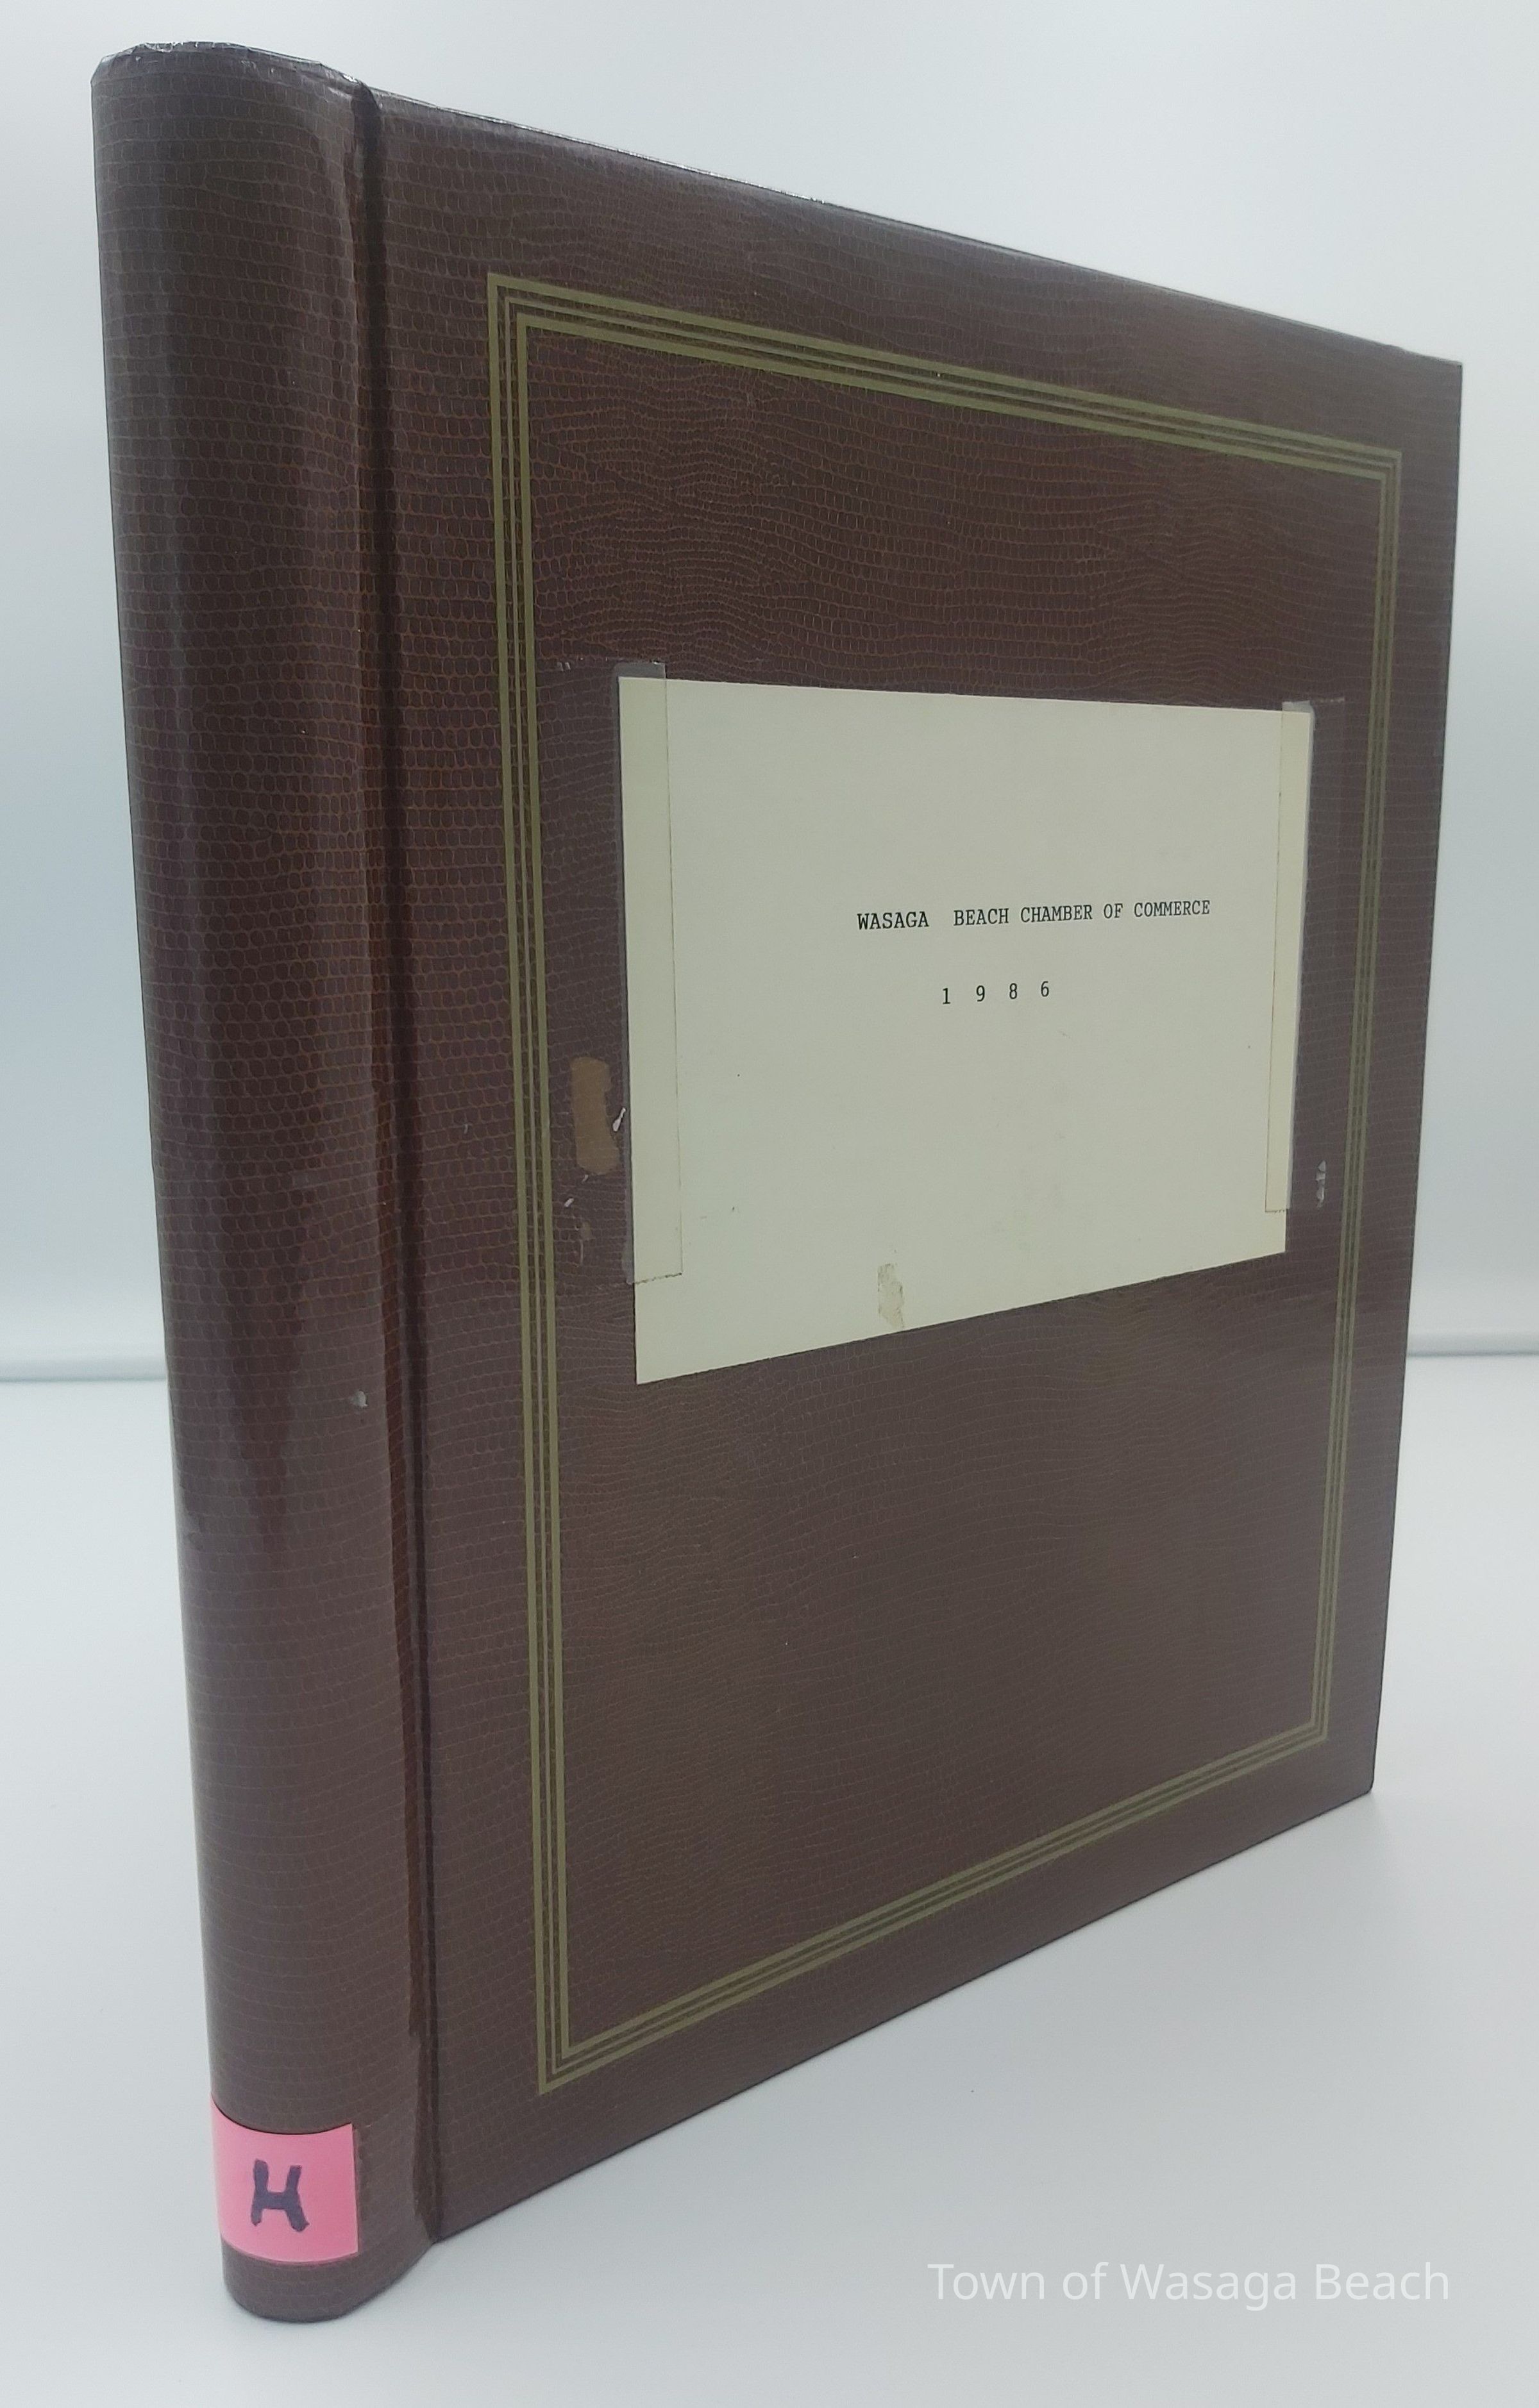 WASAGA  BEACH CHAMBER OF COMMERCE
1 9 8 6
H
Town of Wasaga Beach